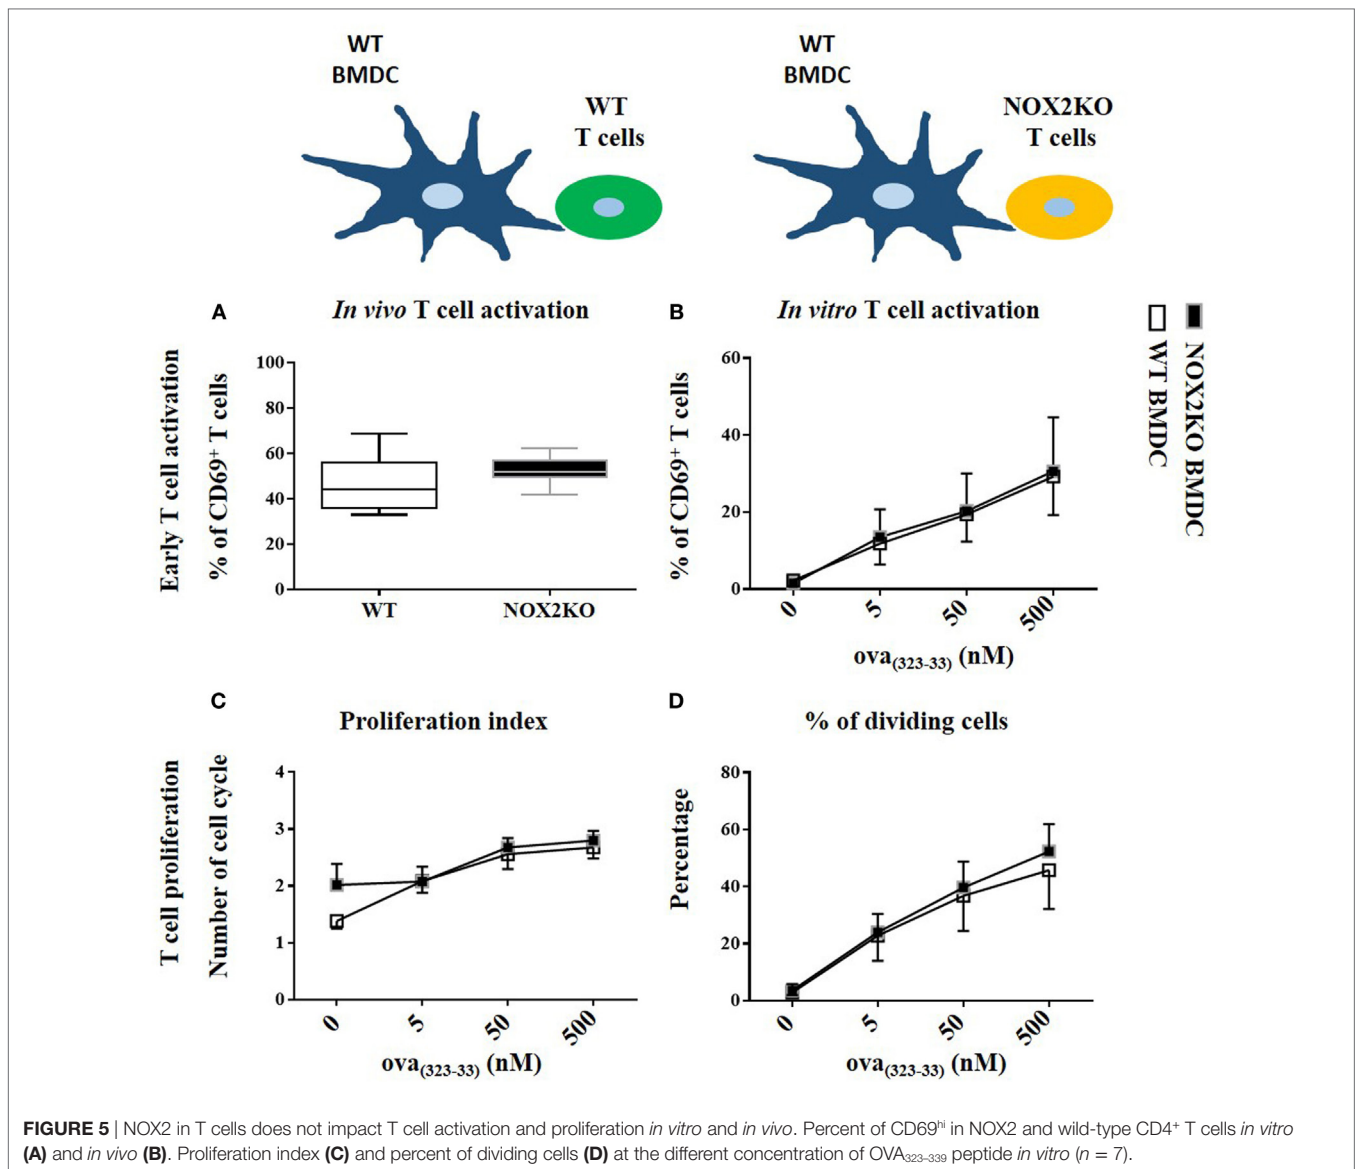 WT
BMDC
WT
T cells
WT
BMDC
NOX2KO
T cells
A
In vivo T cell activation
Early T cell activation
% of CD69⁺ T cells
100
80
60
40
20
0
WT
NOX2KO
B
In vitro T cell activation
% of CD69⁺ T cells
60
40
20
0
0
5
50
500
ova(323-33) (nM)
WT BMDC
NOX2KO BMDC
C
Proliferation index
T cell proliferation
Number of cell cycle
4
3
2
1
0
0
5
50
500
ova(323-33) (nM)
D
% of dividing cells
Percentage
80
60
40
20
0
0
5
50
500
ova(323-33) (nM)
FIGURE 5 | NOX2 in T cells does not impact T cell activation and proliferation in vitro and in vivo. Percent of CD69ʰⁱ in NOX2 and wild-type CD4⁺ T cells in vitro
(A) and in vivo (B). Proliferation index (C) and percent of dividing cells (D) at the different concentration of OVA₃₂₃₋₃₃₉ peptide in vitro (n = 7).